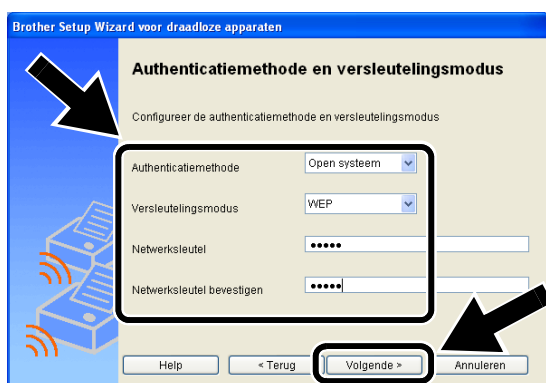 Brother Setup Wizard voor draadloze apparaten
Authenticatiemethode en versleutelingsmodus
Configureer de authenticatiemethode en versleutelingsmodus
Authenticatiemethode Open systeem
Versleutelingsmodus WEP
Netwerksleutel •••••
Netwerksleutel bevestigen •••••
Help < Terug Volgende > Annuleren